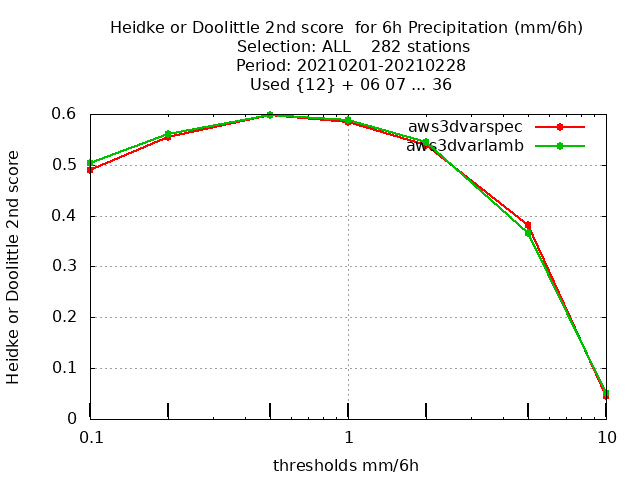 Heidke or Doolittle 2nd score  for 6h Precipitation (mm/6h)
Selection: ALL    282 stations
Period: 20210201-20210228
Used {12} + 06 07 ... 36
aws3dvarspec
aws3dvarlamb
Heidke or Doolittle 2nd score
0.6
0.5
0.4
0.3
0.2
0.1
0
0.1
1
10
thresholds mm/6h